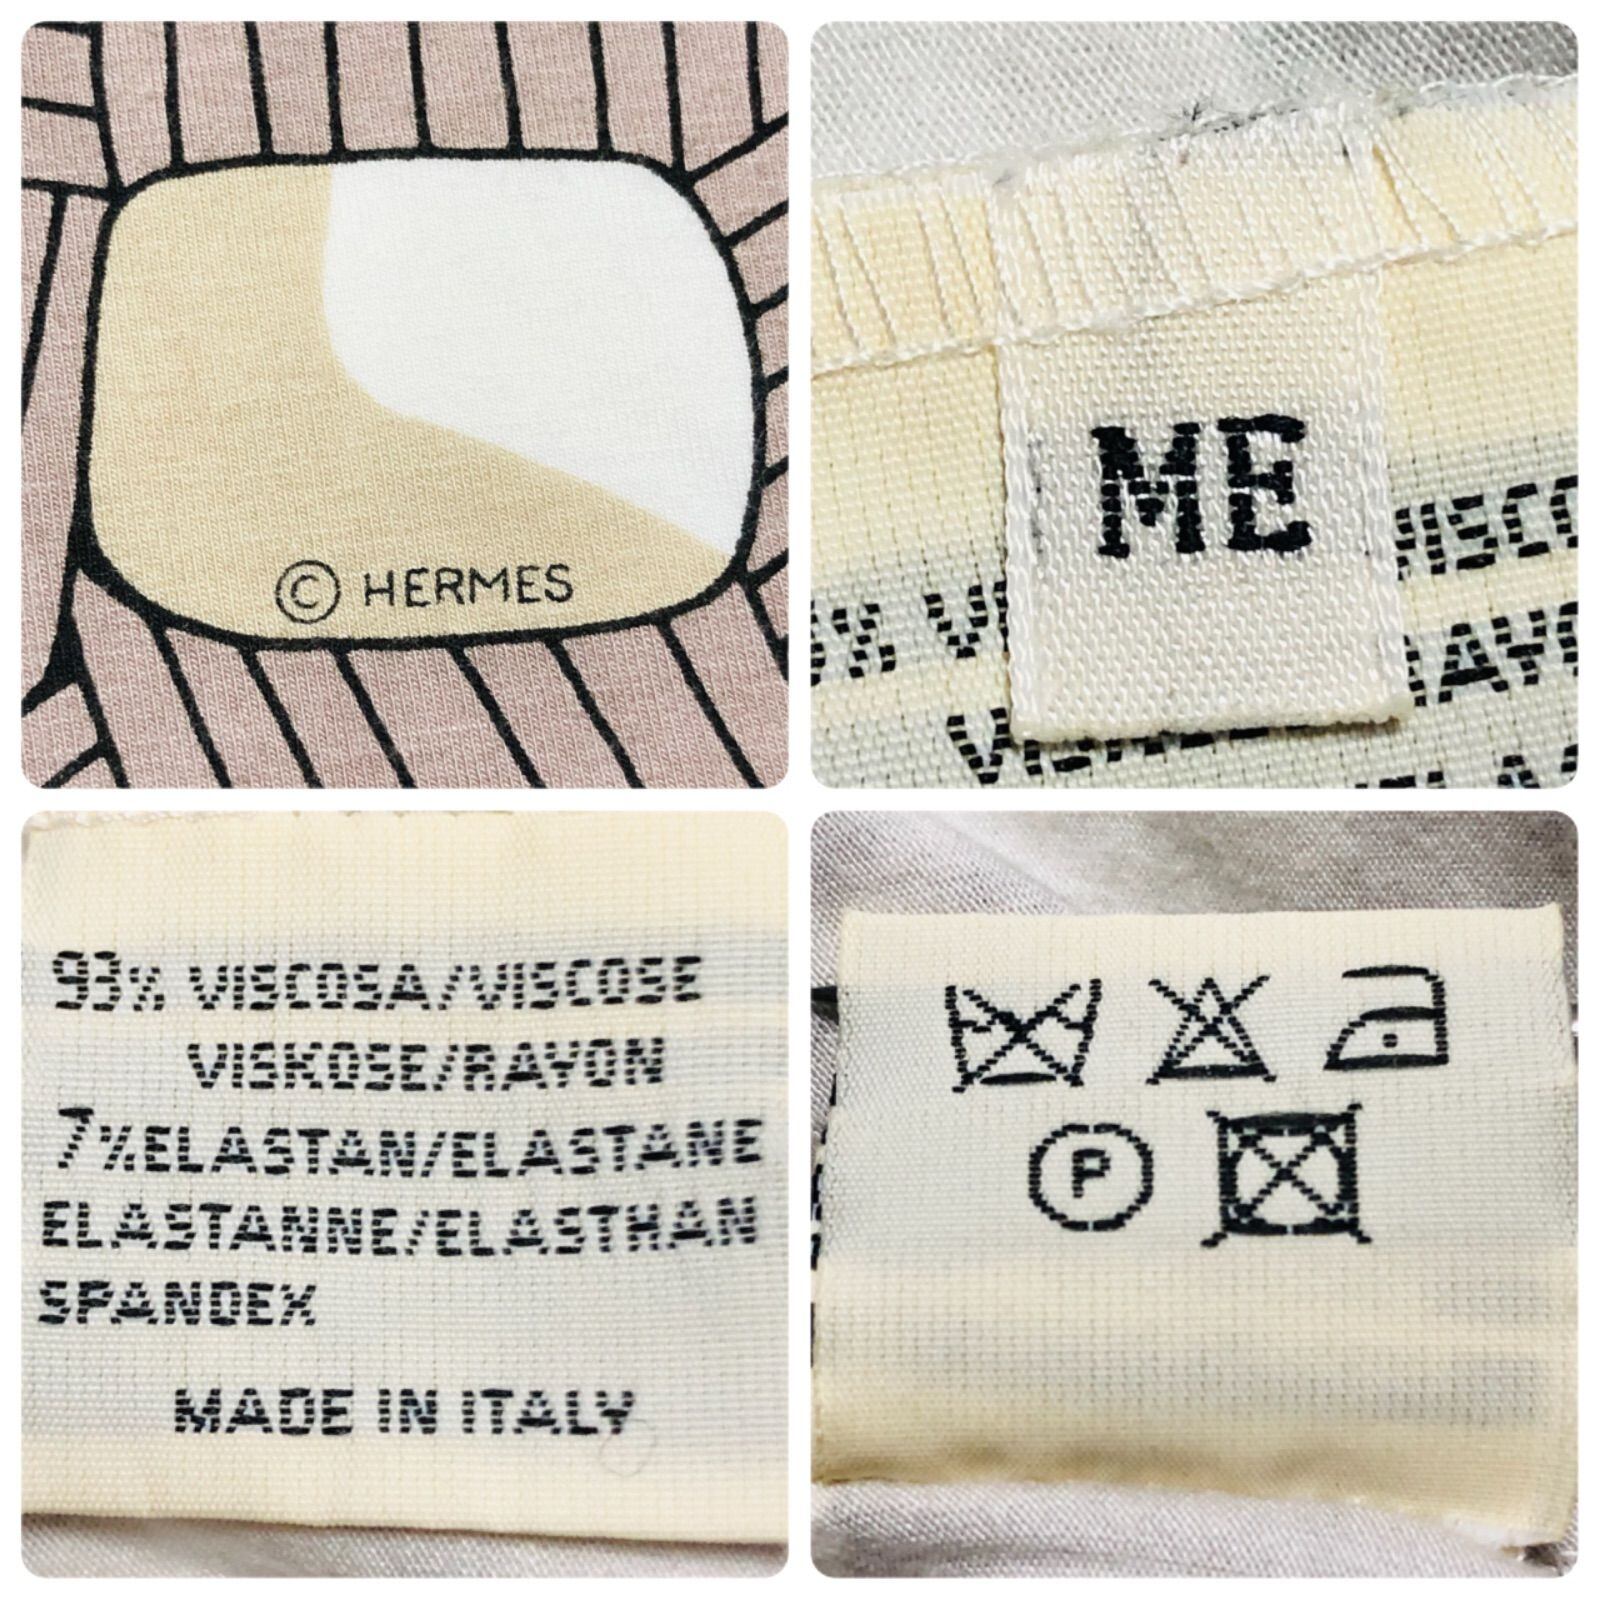 © HERMES
ME
93% VISCOSA/VISCOSE
VISKOSE/RAYON
7% ELASTAN/ELASTANE
ELASTANNE/ELASTHAN
SPANDEX
MADE IN ITALY
P